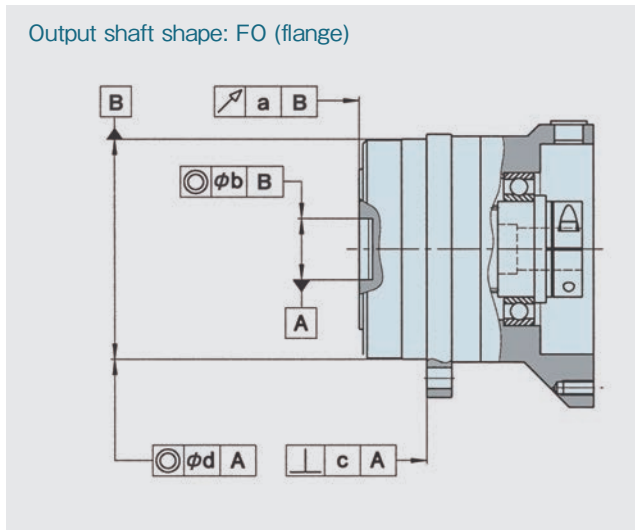 Output shaft shape: FO (flange)
B
a B
φb B
A
φd A
c A